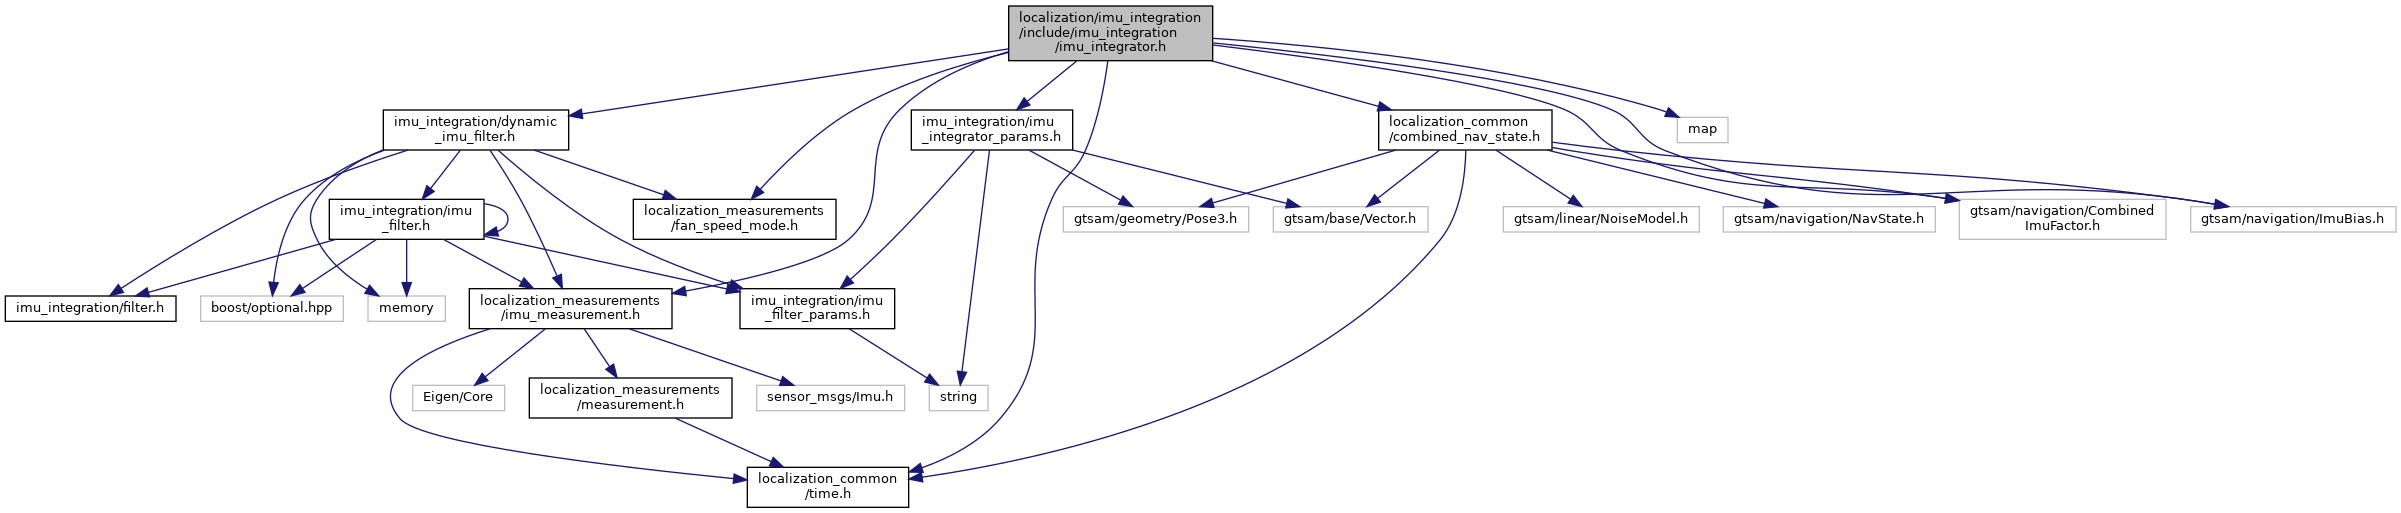 localization/imu_integration
/include/imu_integration
/imu_integrator.h
imu_integration/dynamic
_imu_filter.h
imu_integration/imu
_integrator_params.h
localization_common
/combined_nav_state.h
map
imu_integration/imu
_filter.h
localization_measurements
/fan_speed_mode.h
gtsam/geometry/Pose3.h
gtsam/base/Vector.h
gtsam/linear/NoiseModel.h
gtsam/navigation/NavState.h
gtsam/navigation/Combined
ImuFactor.h
gtsam/navigation/ImuBias.h
imu_integration/filter.h
boost/optional.hpp
memory
localization_measurements
/imu_measurement.h
imu_integration/imu
_filter_params.h
Eigen/Core
localization_measurements
/measurement.h
sensor_msgs/Imu.h
string
localization_common
/time.h